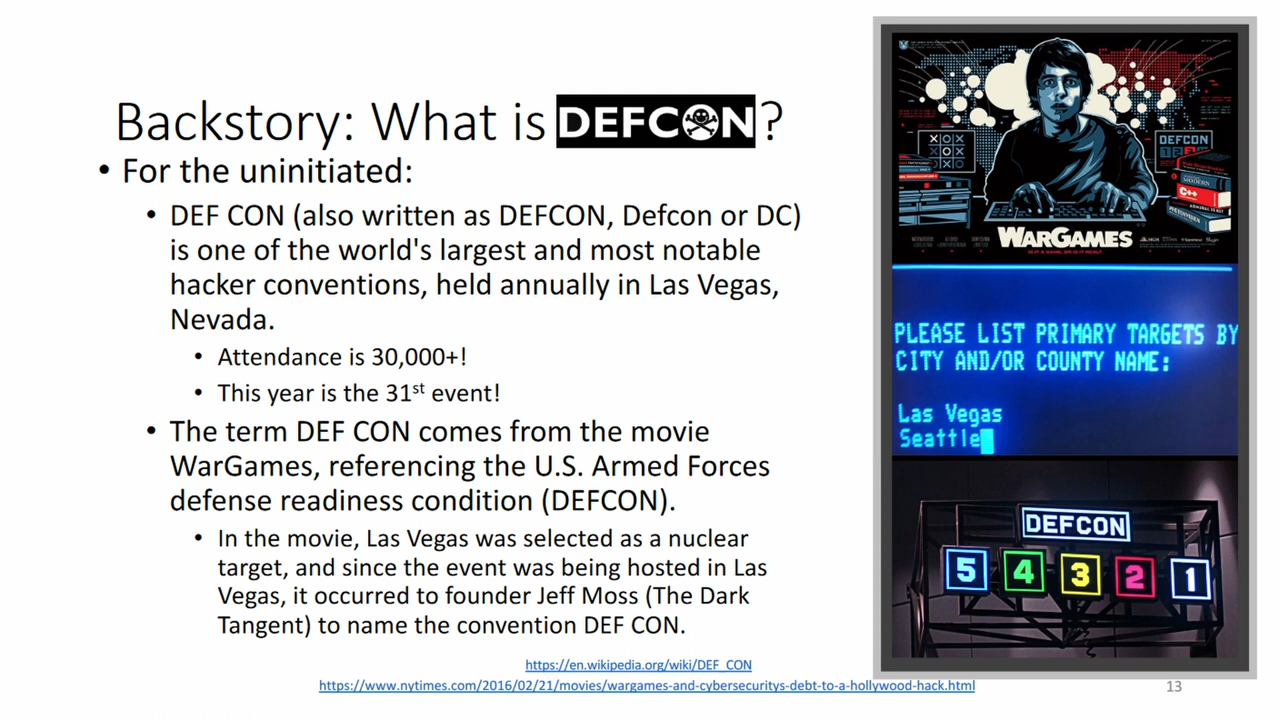 Backstory: What is DEFCON?
• For the uninitiated:
• DEF CON (also written as DEFCON, Defcon or DC)
is one of the world's largest and most notable
hacker conventions, held annually in Las Vegas,
Nevada.
• Attendance is 30,000+!
• This year is the 31st event!
• The term DEF CON comes from the movie
WarGames, referencing the U.S. Armed Forces
defense readiness condition (DEFCON).
• In the movie, Las Vegas was selected as a nuclear
target, and since the event was being hosted in Las
Vegas, it occurred to founder Jeff Moss (The Dark
Tangent) to name the convention DEF CON.
https://en.wikipedia.org/wiki/DEF_CON
https://www.nytimes.com/2016/02/21/movies/wargames-and-cybersecuritys-debt-to-a-hollywood-hack.html
13
DEFCON
C++
WARGAMES
PLEASE LIST PRIMARY TARGETS BY
CITY AND/OR COUNTY NAME:
Las Vegas
Seattle
DEFCON
5 4 3 2 1